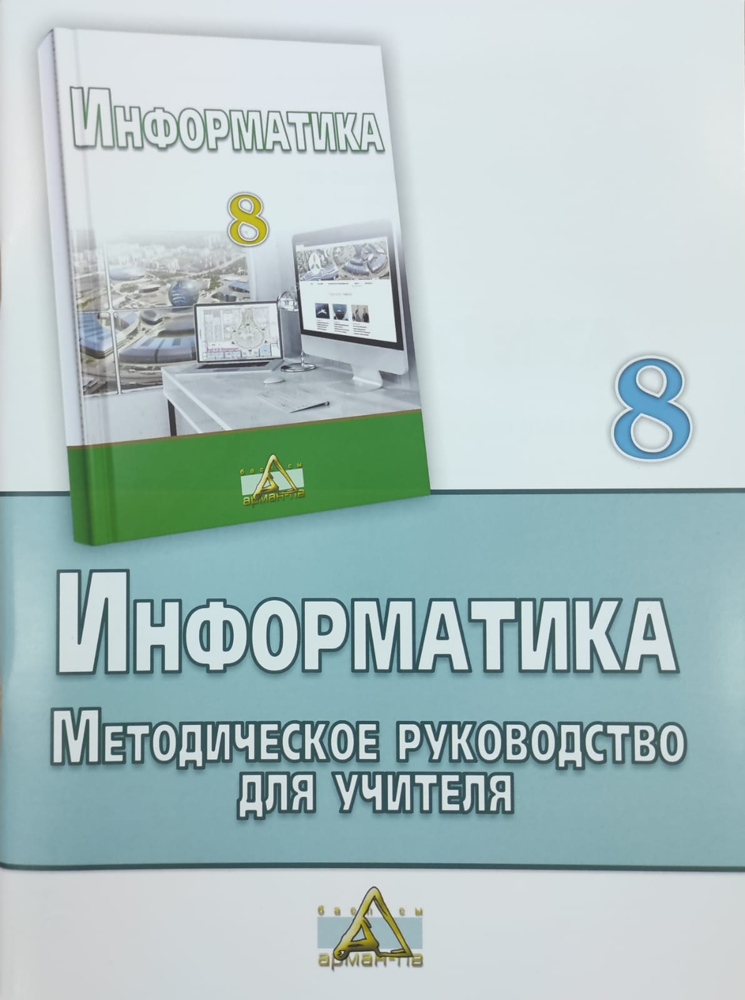 Информатика
8
баспасы
арман-пв
8
Информатика
Методическое руководство
для учителя
баспасы
арман-пв